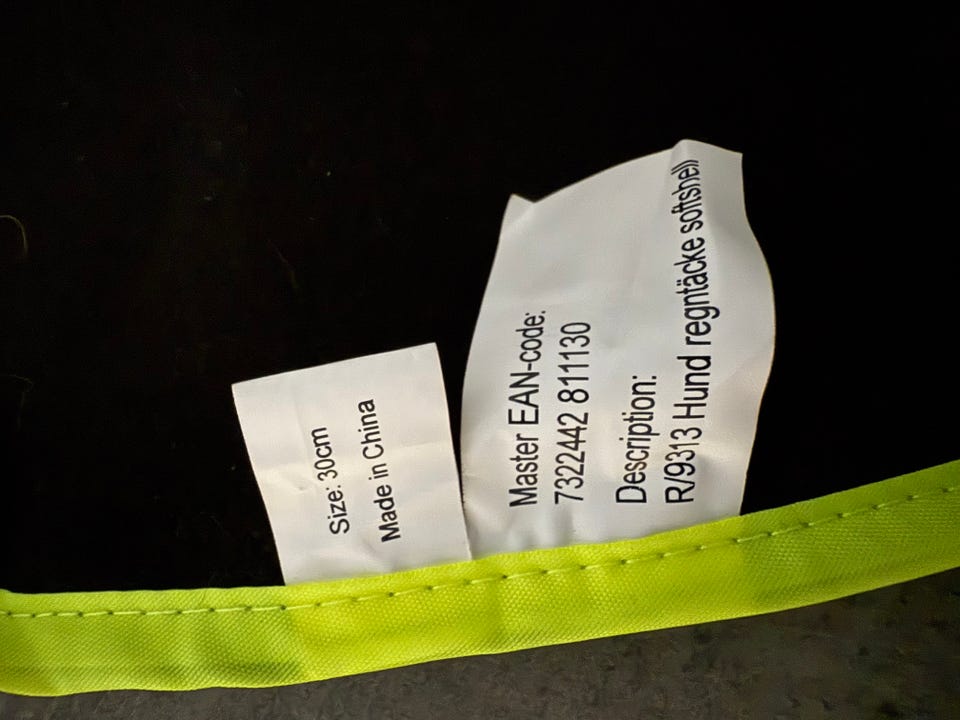 Size: 30cm
Made in China
Master EAN-code:
7322442 811130
Description:
R/9313 Hund regntäcke softshell